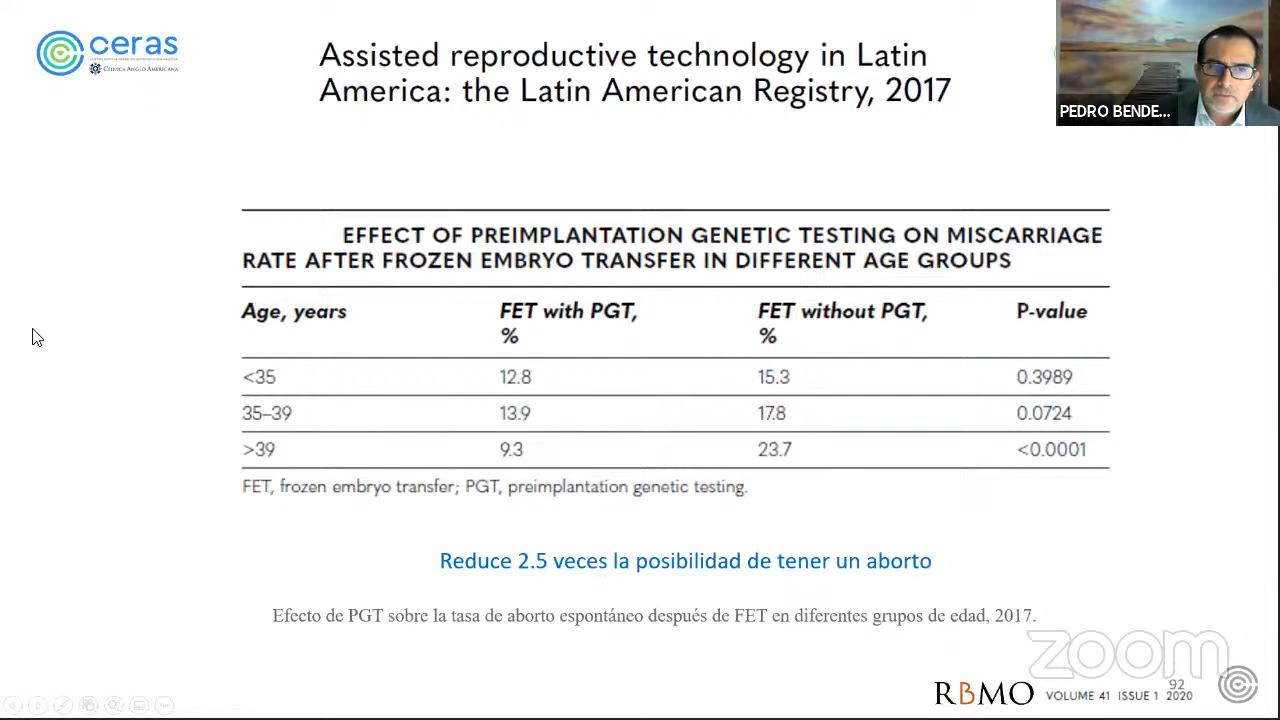 ceras
CLÍNICA ANGLO AMERICANA
Assisted reproductive technology in Latin
America: the Latin American Registry, 2017
PEDRO BENDE...
EFFECT OF PREIMPLANTATION GENETIC TESTING ON MISCARRIAGE
RATE AFTER FROZEN EMBRYO TRANSFER IN DIFFERENT AGE GROUPS
Age, years FET with PGT, % FET without PGT, % P-value
<35 12.8 15.3 0.3989
35–39 13.9 17.8 0.0724
>39 9.3 23.7 <0.0001
FET, frozen embryo transfer; PGT, preimplantation genetic testing.
Reduce 2.5 veces la posibilidad de tener un aborto
Efecto de PGT sobre la tasa de aborto espontáneo después de FET en diferentes grupos de edad, 2017.
zoom
RBMO VOLUME 41 ISSUE 1 2020
92